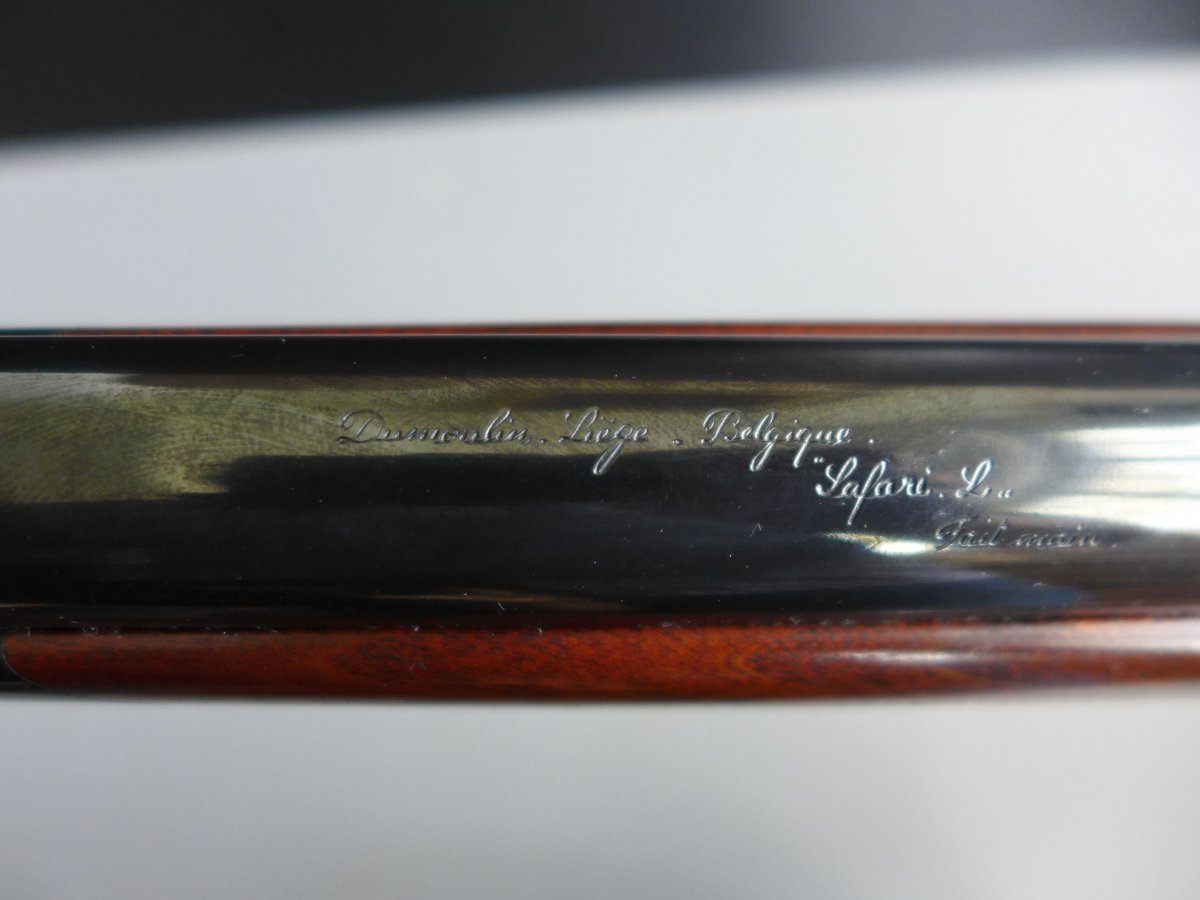 Dumoulin . Liège . Belgique .
"Safari . L"
Fait main .